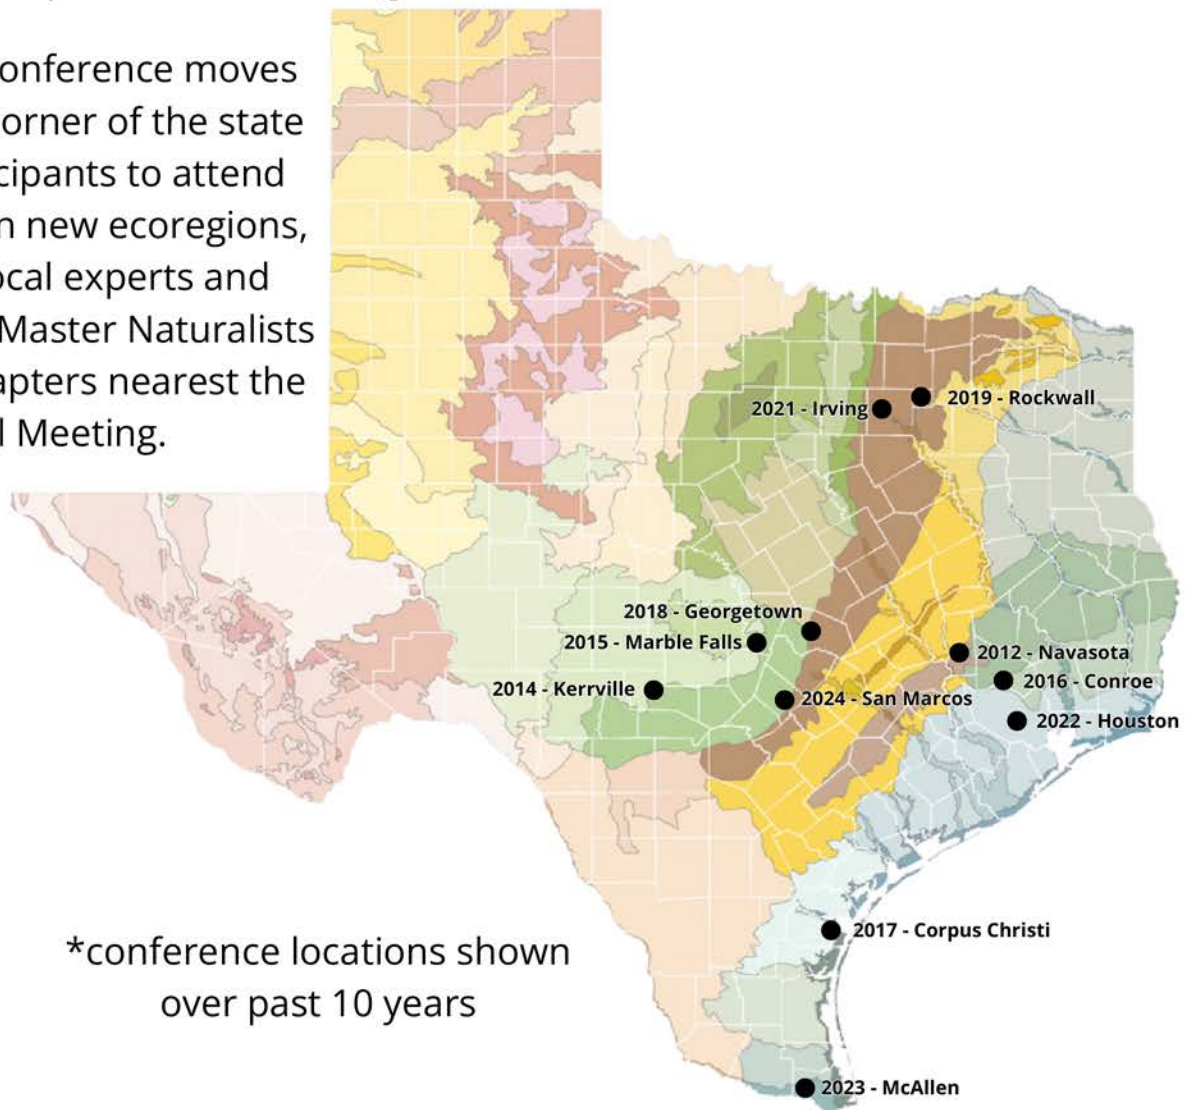 onference moves
orner of the state
cipants to attend
n new ecoregions,
ocal experts and
Master Naturalists
apters nearest the
l Meeting.
2021 - Irving
2019 - Rockwall
2018 - Georgetown
2015 - Marble Falls
2012 - Navasota
2014 - Kerrville
2016 - Conroe
2024 - San Marcos
2022 - Houston
2017 - Corpus Christi
*conference locations shown
over past 10 years
2023 - McAllen